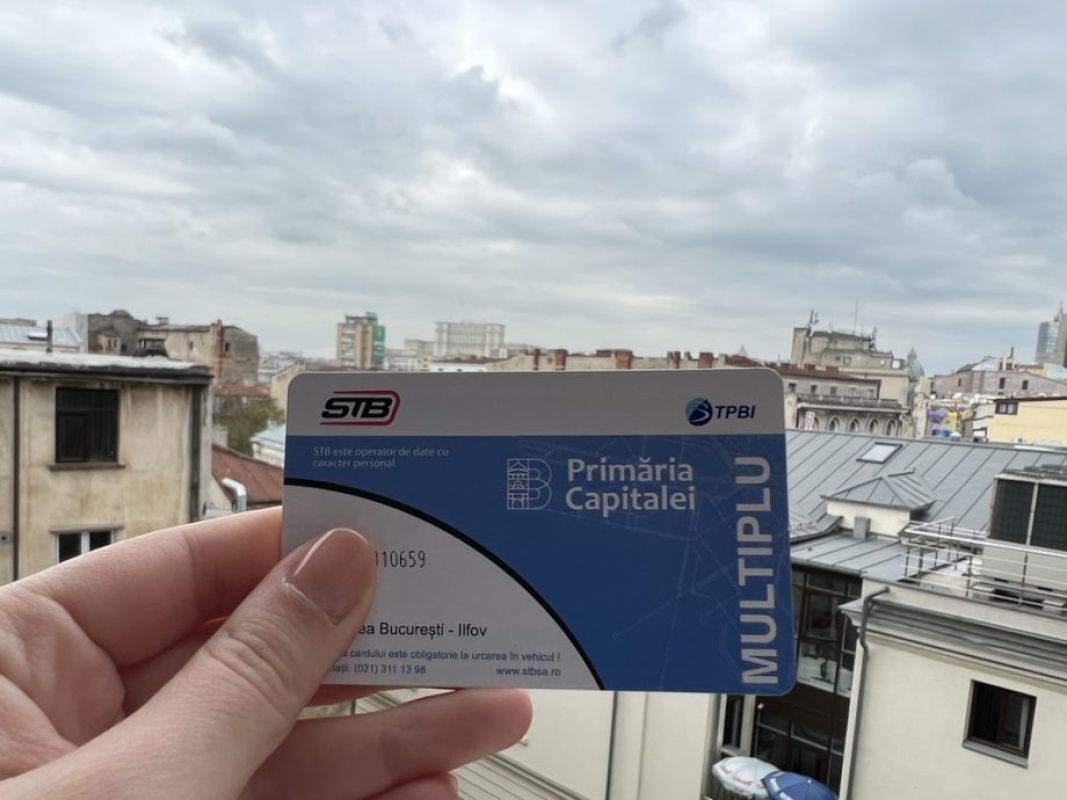 STB
TPBI
STB este operator de date cu
caracter personal
Primăria
Capitalei
MULTIPLU
10659
București - Ilfov
cardului este obligatorie la urcarea în vehicul !
(021) 311 13 98
www.stbsa.ro